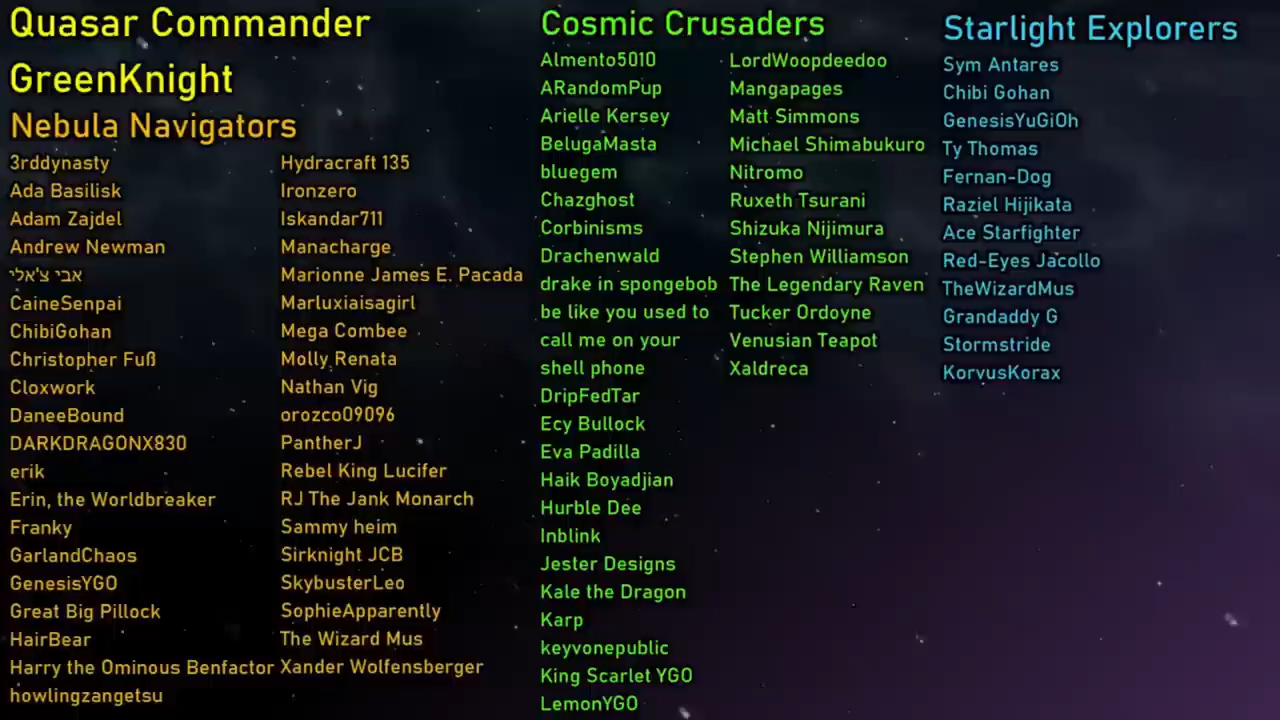 Quasar Commander
GreenKnight
Nebula Navigators
3rddynasty
Ada Basilisk
Adam Zajdel
Andrew Newman
אבי צ'אלי
CaineSenpai
ChibiGohan
Christopher Fuß
Cloxwork
DaneeBound
DARKDRAGONX830
erik
Erin, the Worldbreaker
Franky
GarlandChaos
GenesisYGO
Great Big Pillock
HairBear
Harry the Ominous Benfactor
howlingzangetsu
Hydracraft 135
Ironzero
Iskandar711
Manacharge
Marionne James E. Pacada
Marluxiaisagirl
Mega Combee
Molly Renata
Nathan Vig
orozco09096
PantherJ
Rebel King Lucifer
RJ The Jank Monarch
Sammy heim
Sirknight JCB
SkybusterLeo
SophieApparently
The Wizard Mus
Xander Wolfensberger
Cosmic Crusaders
Almento5010
ARandomPup
Arielle Kersey
BelugaMasta
bluegem
Chazghost
Corbinisms
Drachenwald
drake in spongebob
be like you used to
call me on your
shell phone
DripFedTar
Ecy Bullock
Eva Padilla
Haik Boyadjian
Hurble Dee
Inblink
Jester Designs
Kale the Dragon
Karp
keyvonepublic
King Scarlet YGO
LemonYGO
LordWoopdeedoo
Mangapages
Matt Simmons
Michael Shimabukuro
Nitromo
Ruxeth Tsurani
Shizuka Nijimura
Stephen Williamson
The Legendary Raven
Tucker Ordoyne
Venusian Teapot
Xaldreca
Starlight Explorers
Sym Antares
Chibi Gohan
GenesisYuGiOh
Ty Thomas
Fernan-Dog
Raziel Hijikata
Ace Starfighter
Red-Eyes Jacollo
TheWizardMus
Grandaddy G
Stormstride
KorvusKorax